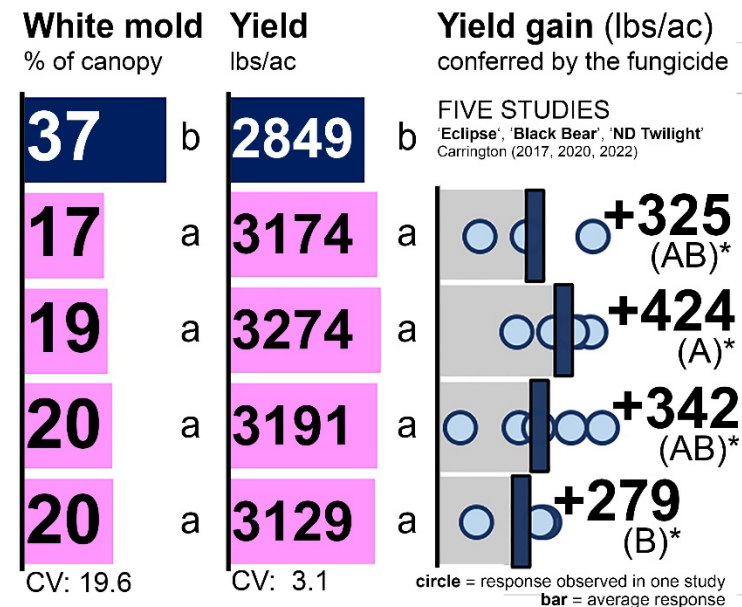 White mold
% of canopy
Yield
lbs/ac
Yield gain (lbs/ac)
conferred by the fungicide
FIVE STUDIES
'Eclipse', 'Black Bear', 'ND Twilight'
Carrington (2017, 2020, 2022)
37 b 2849 b
17 a 3174 a +325
(AB)*
19 a 3274 a +424
(A)*
20 a 3191 a +342
(AB)*
20 a 3129 a +279
(B)*
CV: 19.6
CV: 3.1
circle = response observed in one study
bar = average response